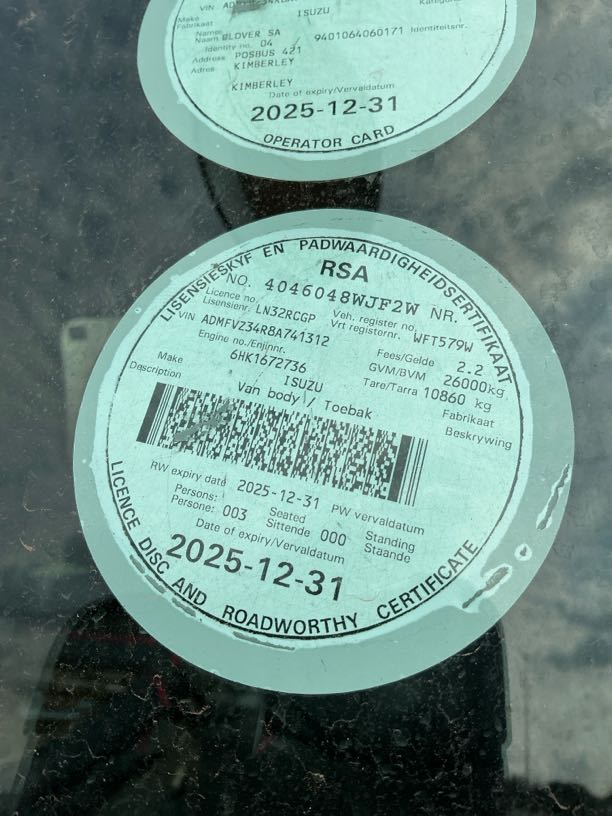 VIN
Make
Fabrikaat ISUZU
Name
Naam GLOVER SA 9401064060171 Identiteitsnr.
Identity no. 04
Address POSBUS 421
Adres KIMBERLEY
KIMBERLEY
Date of expiry/Vervaldatum
2025-12-31
OPERATOR CARD
LISENSIESKYF EN PADWAARDIGHEIDSERTIFIKAAT
RSA
NO. 4046048WJF2W NR.
Licence no. Veh. register no.
Lisensienr. LN32RCGP Vrt registernr. WFT579W
VIN ADMFVZ34R8A741312
Engine no./Enjinnr. Fees/Gelde 2.2
6HK1672736 GVM/BVM 26000kg
Make ISUZU Tare/Tarra 10860 kg Fabrikaat
Description Van body / Toebak Beskrywing
RW expiry date 2025-12-31 PW vervaldatum
Persons: Seated Standing
Persone: 003 Sittende 000 Staande
Date of expiry/Vervaldatum
2025-12-31
LICENCE DISC AND ROADWORTHY CERTIFICATE